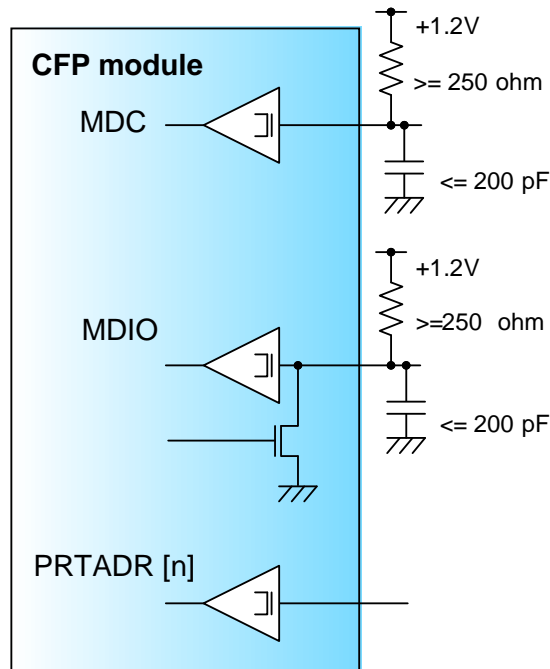 +1.2V
CFP module
>= 250 ohm
MDC
<= 200 pF
+1.2V
>=250 ohm
MDIO
<= 200 pF
PRTADR [n]